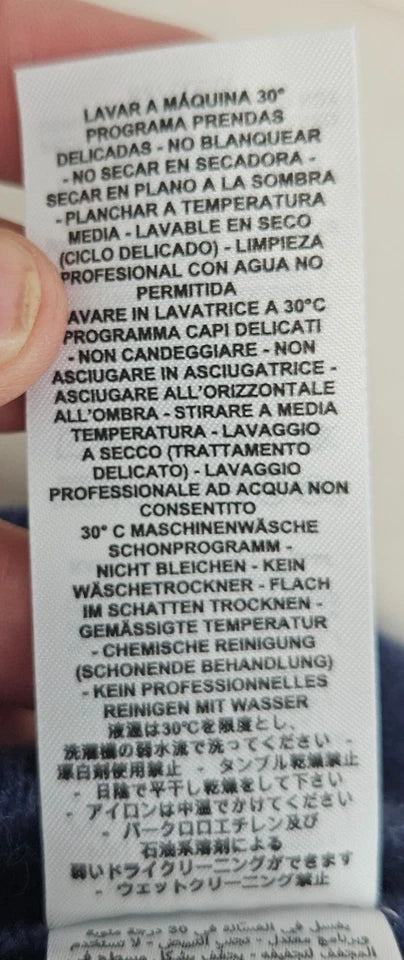 LAVAR A MÁQUINA 30°
PROGRAMA PRENDAS
DELICADAS - NO BLANQUEAR
- NO SECAR EN SECADORA -
SECAR EN PLANO A LA SOMBRA
- PLANCHAR A TEMPERATURA
MEDIA - LAVABLE EN SECO
(CICLO DELICADO) - LIMPIEZA
PROFESIONAL CON AGUA NO
PERMITIDA
AVARE IN LAVATRICE A 30°C
PROGRAMMA CAPI DELICATI
- NON CANDEGGIARE - NON
ASCIUGARE IN ASCIUGATRICE -
ASCIUGARE ALL'ORIZZONTALE
ALL'OMBRA - STIRARE A MEDIA
TEMPERATURA - LAVAGGIO
A SECCO (TRATTAMENTO
DELICATO) - LAVAGGIO
PROFESSIONALE AD ACQUA NON
CONSENTITO
30° C MASCHINENWÄSCHE
SCHONPROGRAMM -
NICHT BLEICHEN - KEIN
WÄSCHETROCKNER - FLACH
IM SCHATTEN TROCKNEN -
GEMÄSSIGTE TEMPERATUR
- CHEMISCHE REINIGUNG
(SCHONENDE BEHANDLUNG)
- KEIN PROFESSIONNELLES
REINIGEN MIT WASSER
液温は30℃を限度とし、
洗濯機の弱水流で洗ってください -
漂白剤使用禁止 - タンブル乾燥禁止
- 日陰で平干し乾燥をして下さい
- アイロンは中温でかけてください
- パークロロエチレン及び
石油系溶剤による
弱いドライクリーニングができます
- ウェットクリーニング禁止